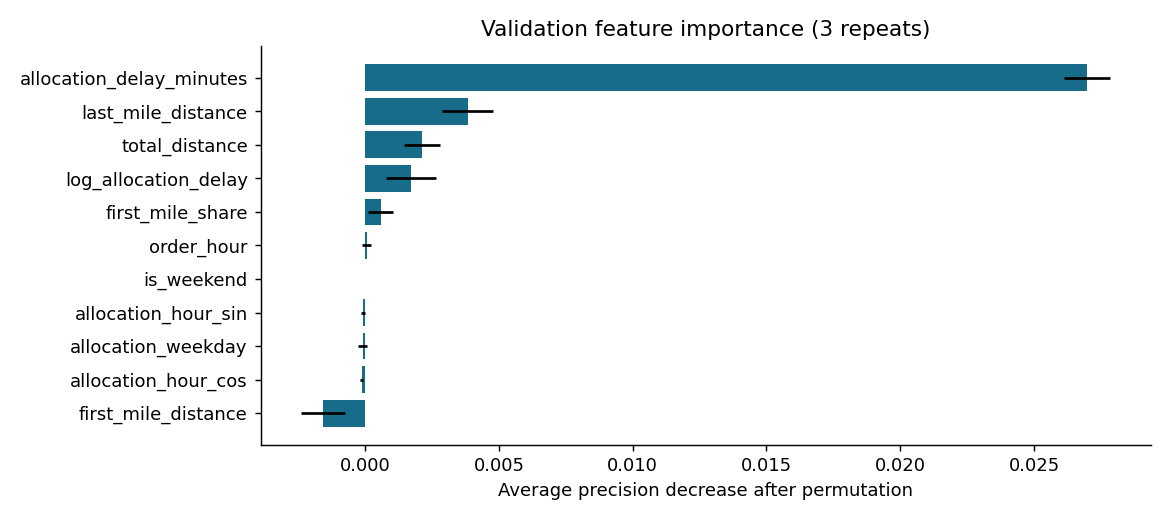 Validation feature importance (3 repeats)
allocation_delay_minutes
last_mile_distance
total_distance
log_allocation_delay
first_mile_share
order_hour
is_weekend
allocation_hour_sin
allocation_weekday
allocation_hour_cos
first_mile_distance
0.000 0.005 0.010 0.015 0.020 0.025
Average precision decrease after permutation